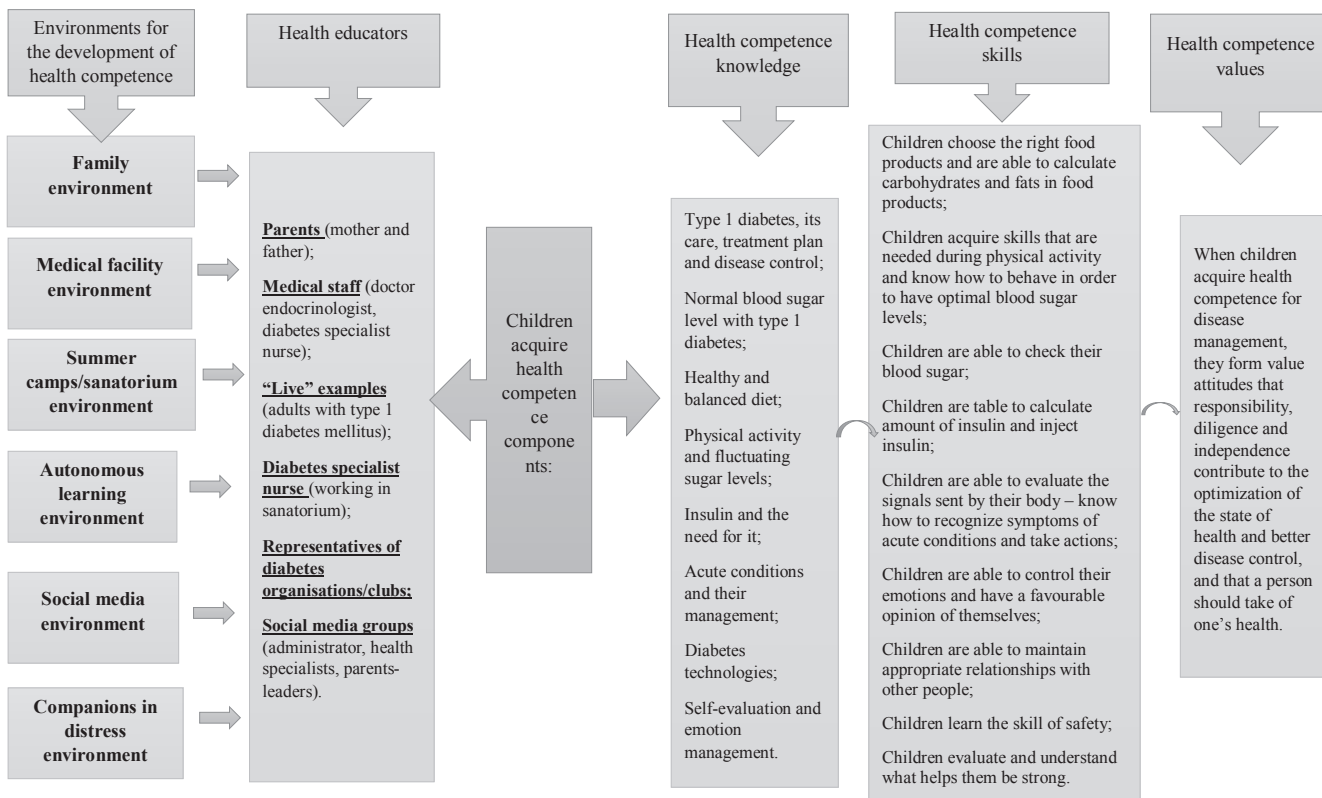 Environments for
the development of
health competence
Family
environment
Medical facility
environment
Summer
camps/sanatorium
environment
Autonomous
learning
environment
Social media
environment
Companions in
distress
environment
Health educators
Parents (mother and
father);
Medical staff (doctor
endocrinologist,
diabetes specialist
nurse);
“Live” examples
(adults with type 1
diabetes mellitus);
Diabetes specialist
nurse (working in
sanatorium);
Representatives of
diabetes
organisations/clubs;
Social media groups
(administrator, health
specialists, parents-
leaders).
Children
acquire
health
competen
ce
compone
nts:
Health competence
knowledge
Type 1 diabetes, its
care, treatment plan
and disease control;
Normal blood sugar
level with type 1
diabetes;
Healthy and
balanced diet;
Physical activity
and fluctuating
sugar levels;
Insulin and the
need for it;
Acute conditions
and their
management;
Diabetes
technologies;
Self-evaluation and
emotion
management.
Health competence
skills
Children choose the right food
products and are able to calculate
carbohydrates and fats in food
products;
Children acquire skills that are
needed during physical activity
and know how to behave in order
to have optimal blood sugar
levels;
Children are able to check their
blood sugar;
Children are table to calculate
amount of insulin and inject
insulin;
Children are able to evaluate the
signals sent by their body – know
how to recognize symptoms of
acute conditions and take actions;
Children are able to control their
emotions and have a favourable
opinion of themselves;
Children are able to maintain
appropriate relationships with
other people;
Children learn the skill of safety;
Children evaluate and understand
what helps them be strong.
Health competence
values
When children
acquire health
competence for
disease
management,
they form value
attitudes that
responsibility,
diligence and
independence
contribute to the
optimization of
the state of
health and better
disease control,
and that a person
should take of
one’s health.